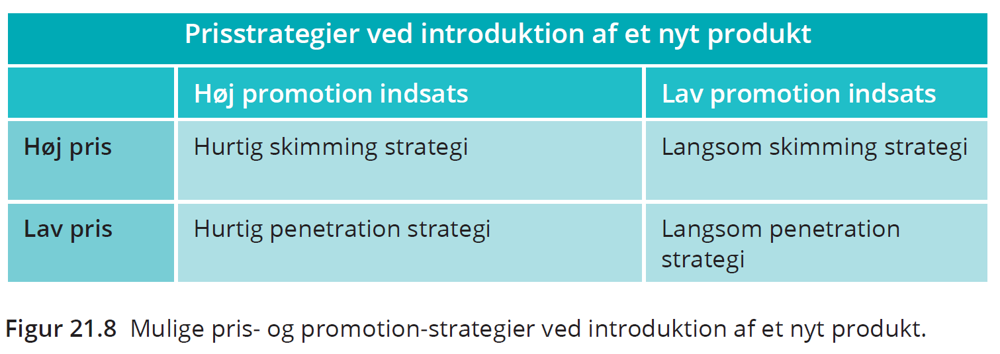 Prisstrategier ved introduktion af et nyt produkt
Høj promotion indsats
Lav promotion indsats
Høj pris
Hurtig skimming strategi
Langsom skimming strategi
Lav pris
Hurtig penetration strategi
Langsom penetration
strategi
Figur 21.8 Mulige pris- og promotion-strategier ved introduktion af et nyt produkt.